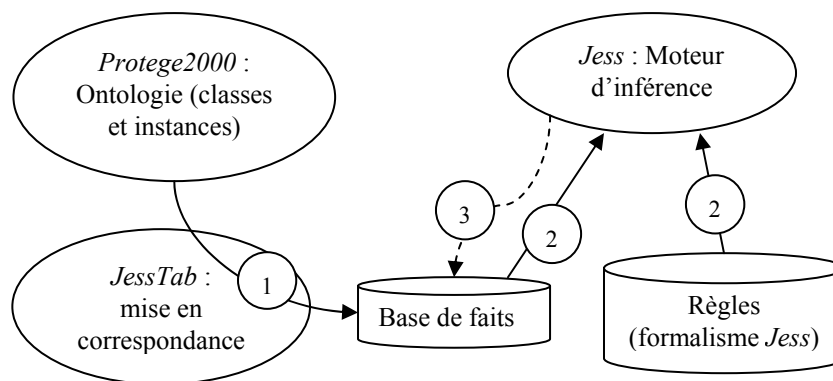 Protege2000 :
Ontologie (classes
et instances)
Jess : Moteur
d'inférence
3
2
2
JessTab :
mise en
correspondance
1
Base de faits
Règles
(formalisme Jess)